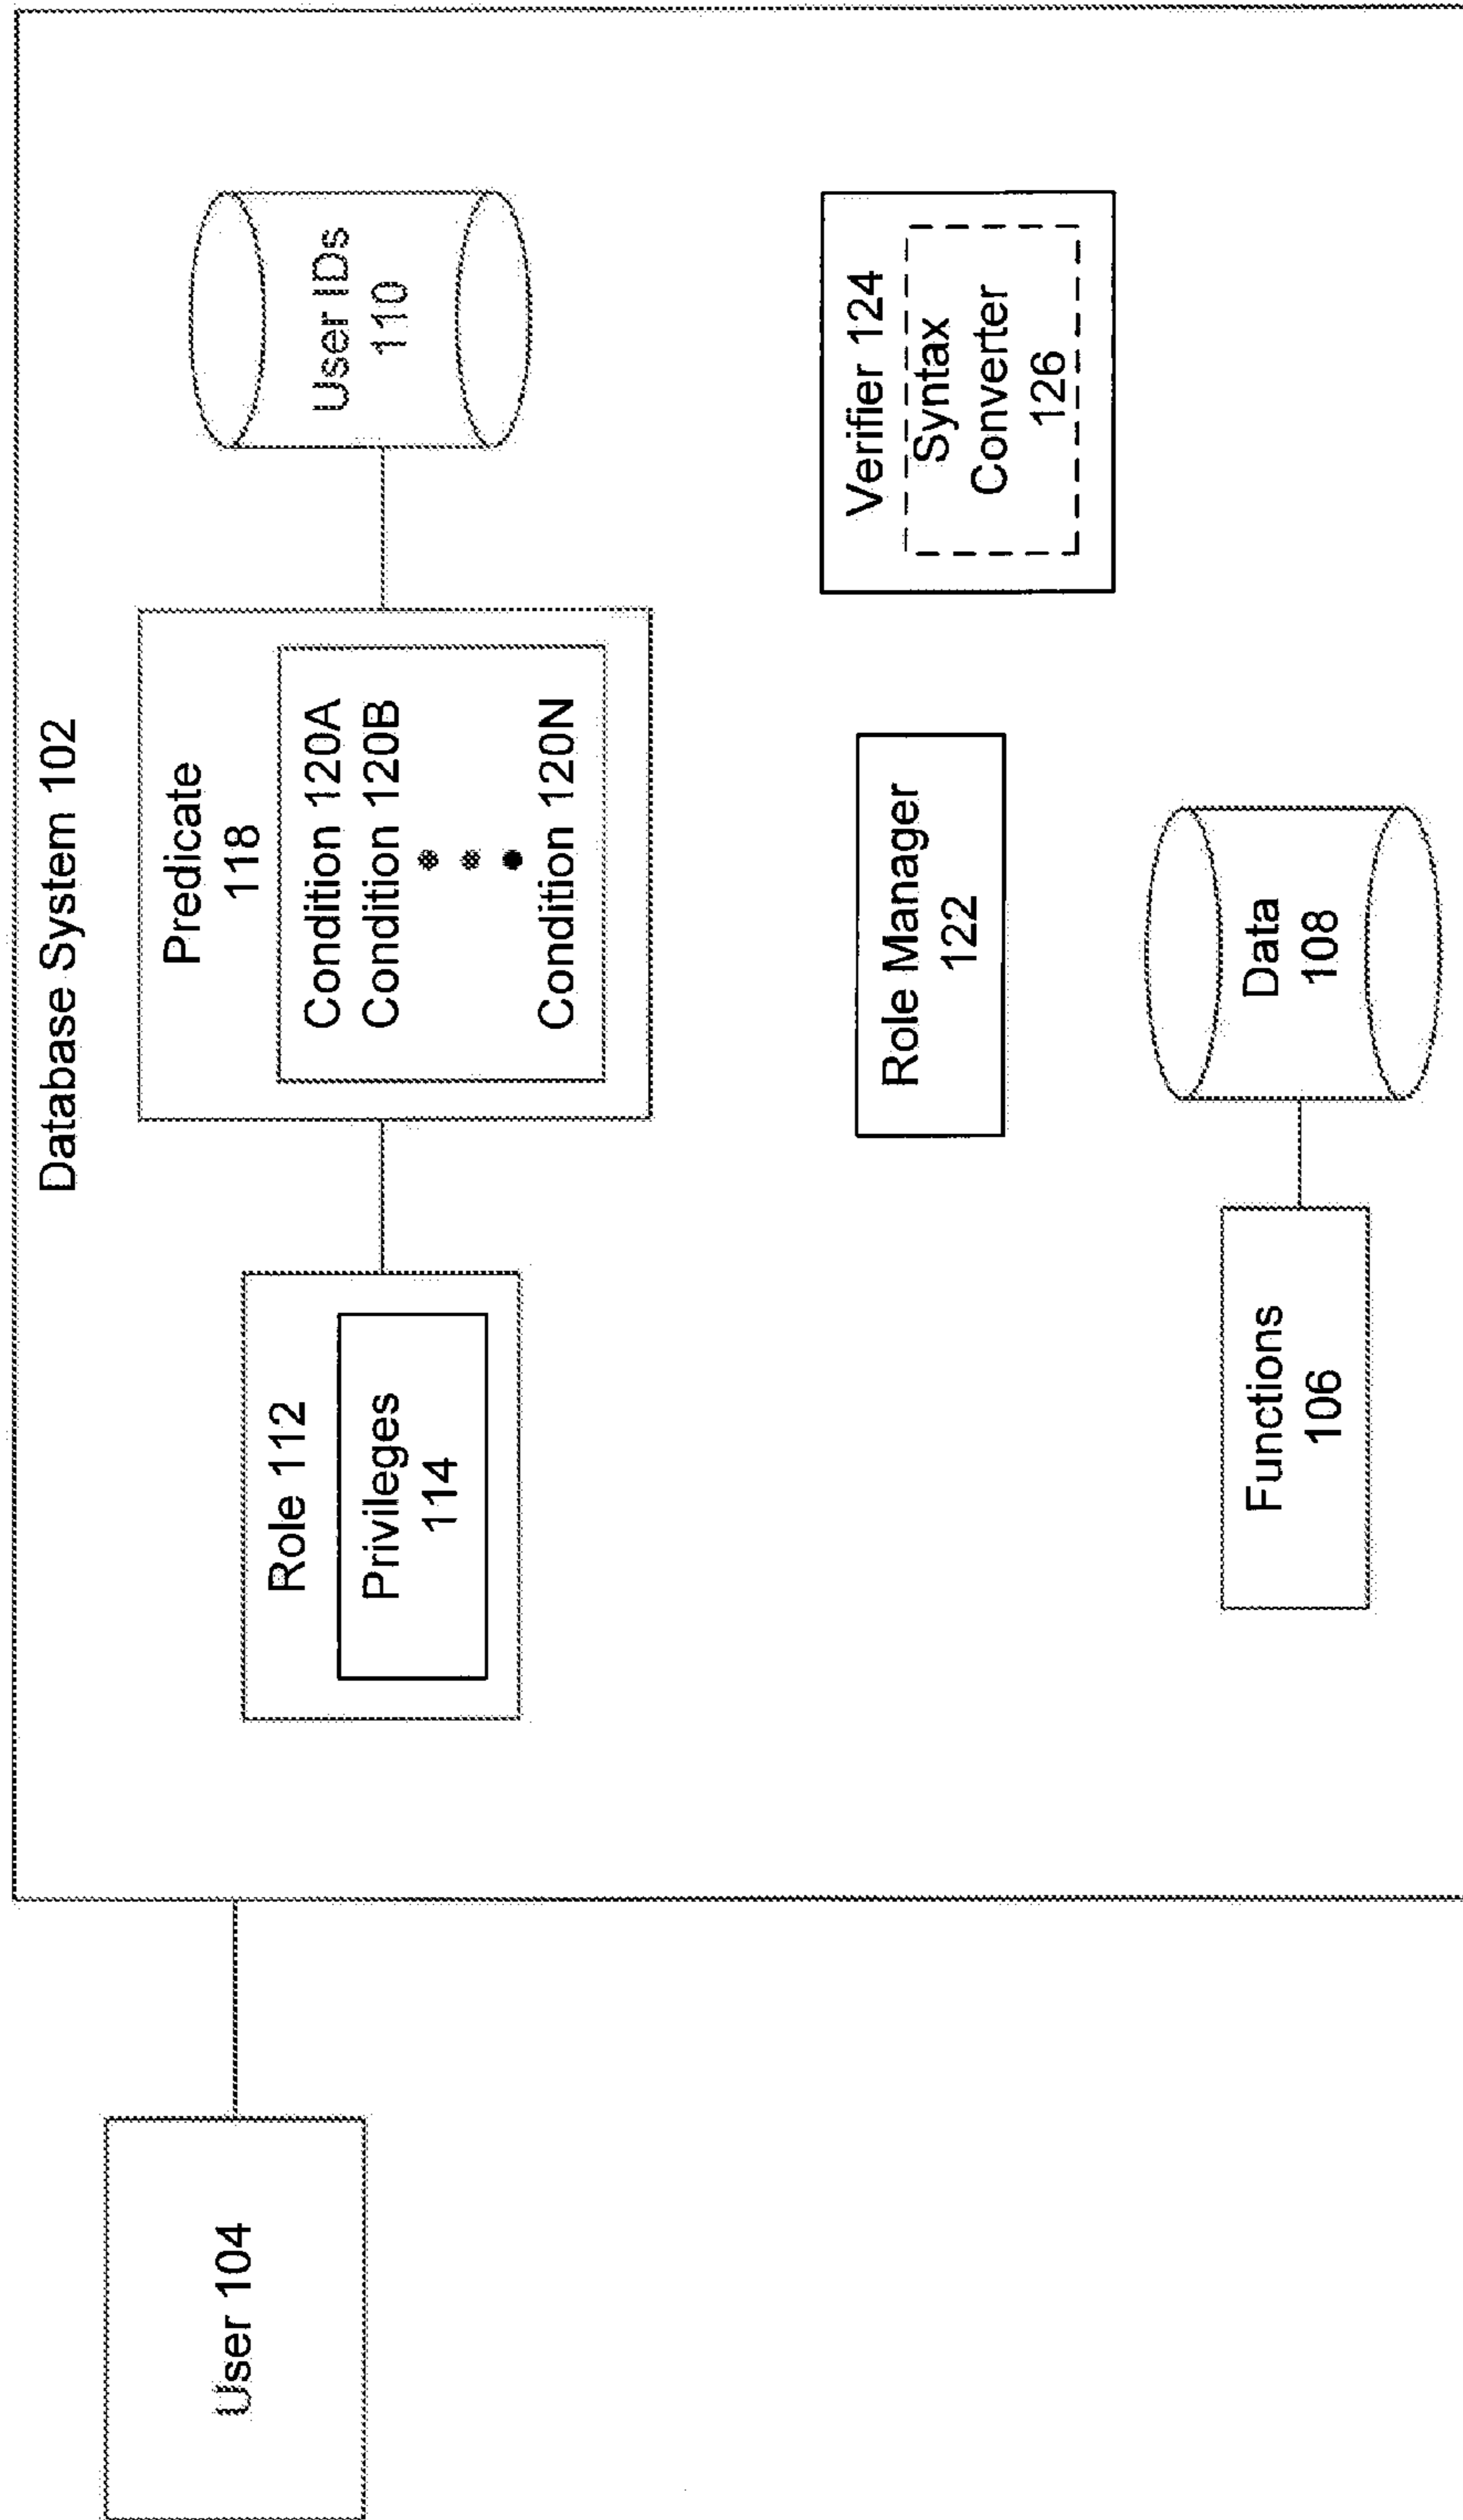 Database System 102
User 104
Role 112
Privileges
114
Predicate
118
Condition 120A
Condition 120B
Condition 120N
User IDs
110
Role Manager
122
Verifier 124
Syntax
Converter
126
Functions
106
Data
108